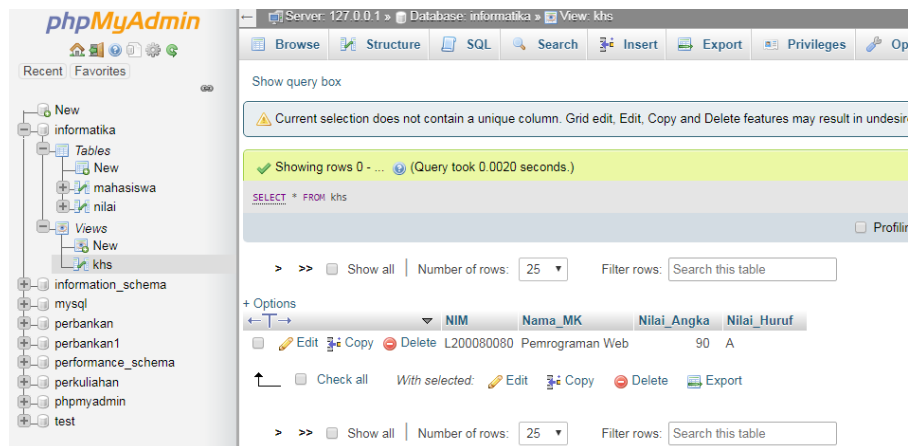 phpMyAdmin
Recent Favorites
New
informatika
Tables
New
mahasiswa
nilai
Views
New
khs
information_schema
mysql
perbankan
perbankan1
performance_schema
perkuliahan
phpmyadmin
test
Server: 127.0.0.1 » Database: informatika » View: khs
Browse Structure SQL Search Insert Export Privileges Op
Show query box
Current selection does not contain a unique column. Grid edit, Edit, Copy and Delete features may result in undesire
Showing rows 0 - ... (Query took 0.0020 seconds.)
SELECT * FROM khs
Profilin
> >> Show all | Number of rows: 25 Filter rows: Search this table
+ Options
←T→ NIM Nama_MK Nilai_Angka Nilai_Huruf
Edit Copy Delete L200080080 Pemrograman Web 90 A
Check all With selected: Edit Copy Delete Export
> >> Show all | Number of rows: 25 Filter rows: Search this table